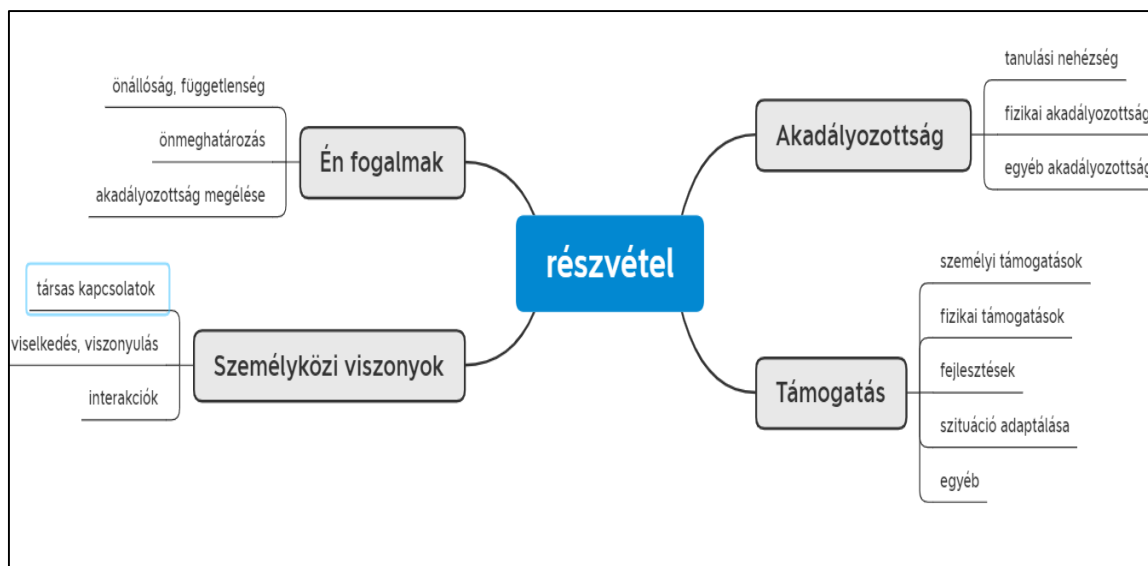 önállóság, függetlenség
önmeghatározás
akadályozottság megélése
Én fogalmak
társas kapcsolatok
viselkedés, viszonyulás
interakciók
Személyközi viszonyok
részvétel
Akadályozottság
tanulási nehézség
fizikai akadályozottság
egyéb akadályozottság
Támogatás
személyi támogatások
fizikai támogatások
fejlesztések
szituáció adaptálása
egyéb